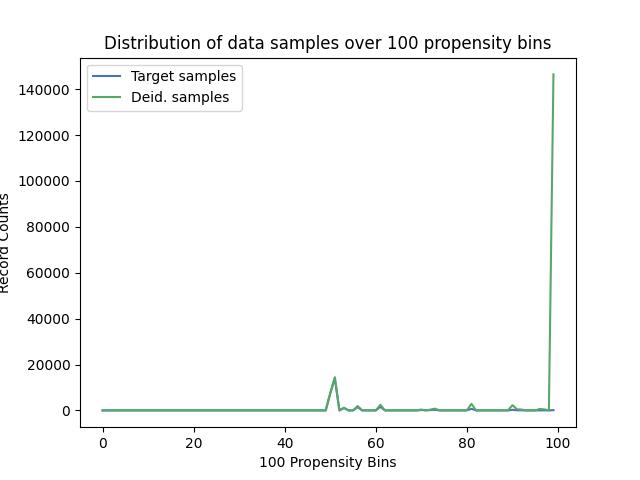 Distribution of data samples over 100 propensity bins
Target samples
Deid. samples
140000
120000
100000
80000
60000
40000
20000
0
Record Counts
0 20 40 60 80 100
100 Propensity Bins